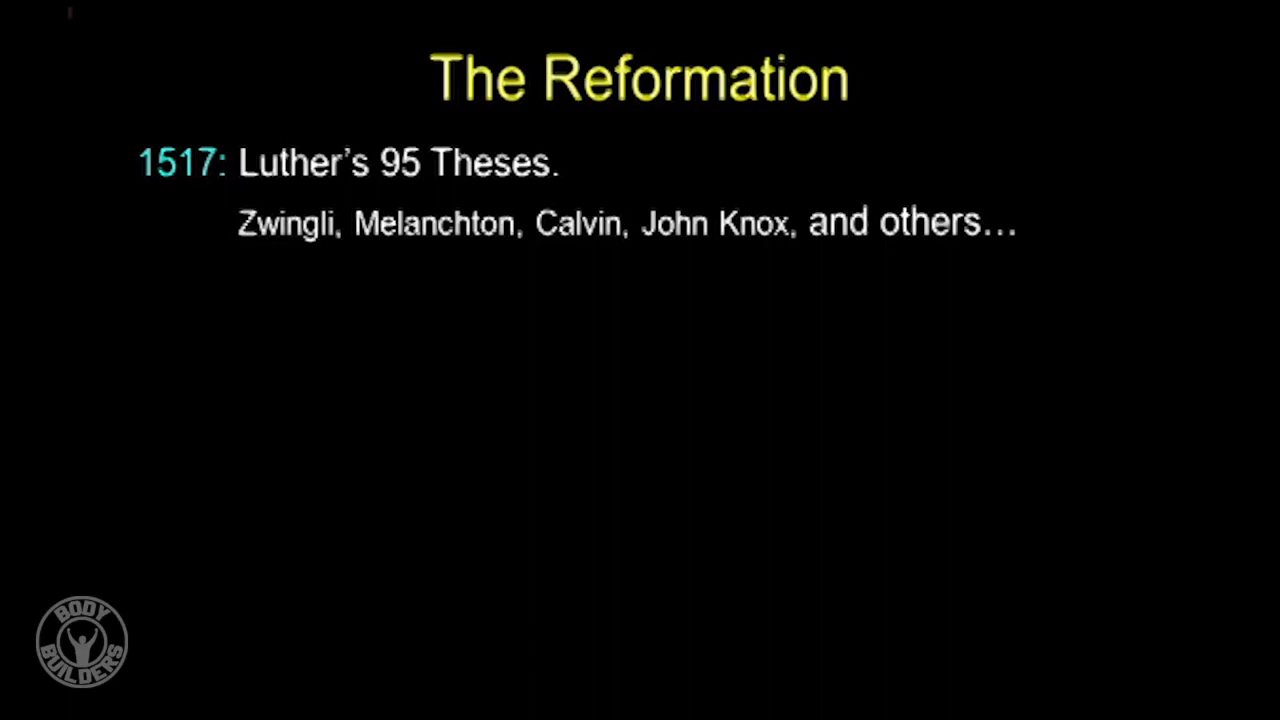 The Reformation
1517: Luther’s 95 Theses.
Zwingli, Melanchton, Calvin, John Knox, and others…
BODY
BUILDERS